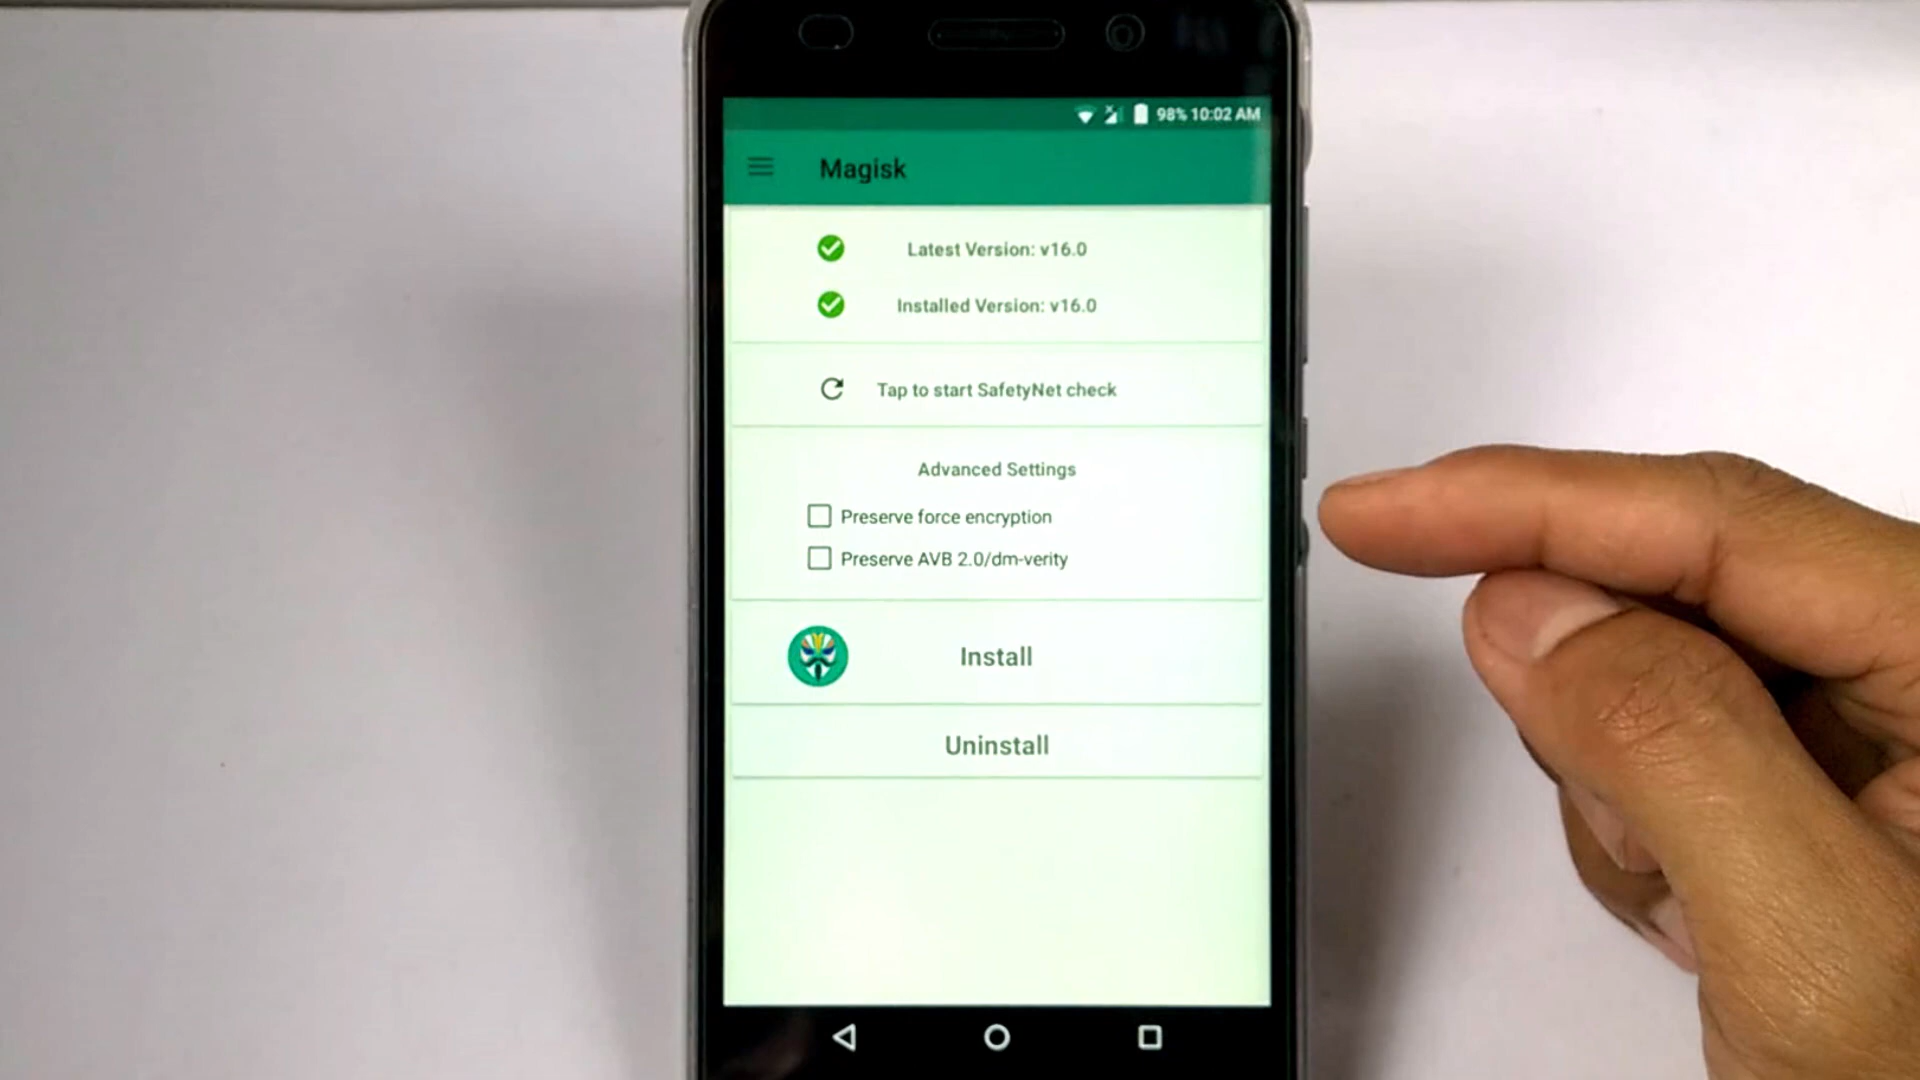 98% 10:02 AM
Magisk
Latest Version: v16.0
Installed Version: v16.0
Tap to start SafetyNet check
Advanced Settings
Preserve force encryption
Preserve AVB 2.0/dm-verity
Install
Uninstall